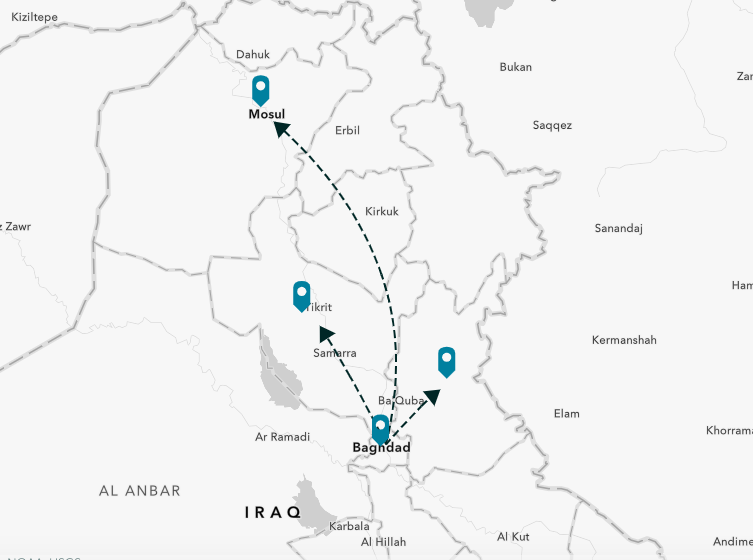 Kiziltepe
Dahuk
Bukan
Mosul
Erbil
Saqqez
Kirkuk
Zawr
Sanandaj
Tikrit
Samarra
Kermanshah
Ba'Quba
Elam
Ar Ramadi
Baghdad
AL ANBAR
IRAQ
Karbala
Al Hillah
Al Kut